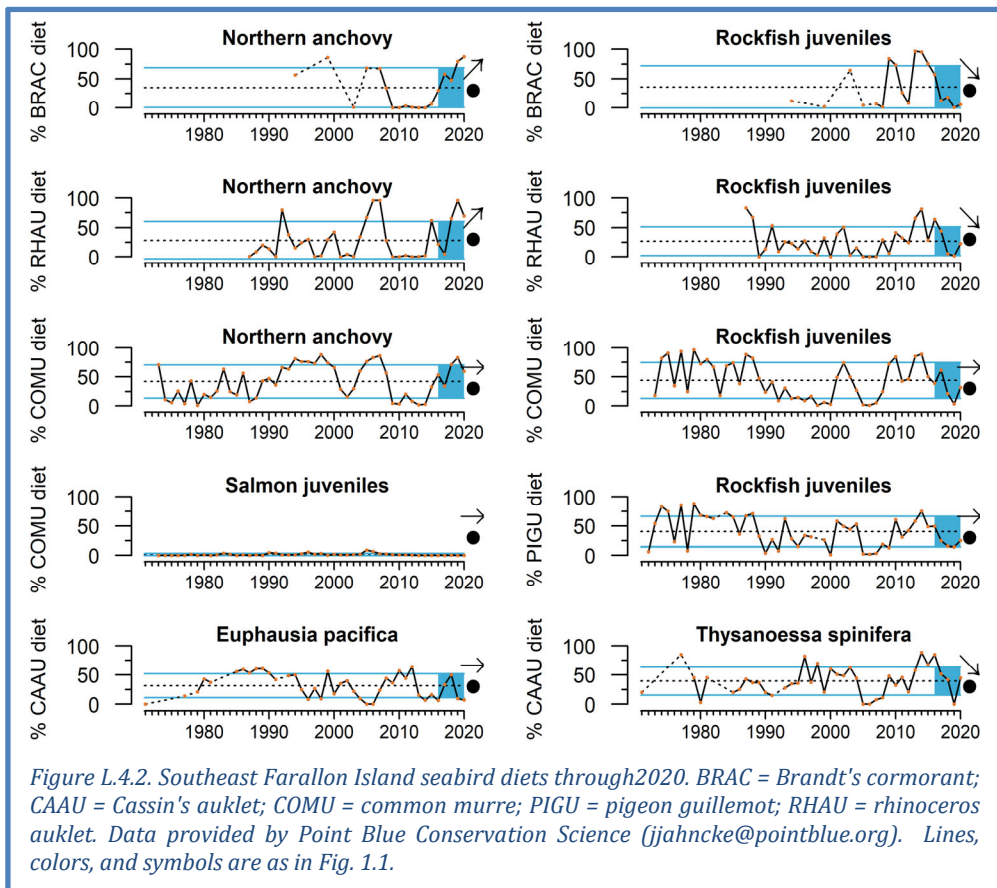 Northern anchovy
% BRAC diet
100
50
0
1980 1990 2000 2010 2020
Rockfish juveniles
% BRAC diet
100
50
0
1980 1990 2000 2010 2020
Northern anchovy
% RHAU diet
100
50
0
1980 1990 2000 2010 2020
Rockfish juveniles
% RHAU diet
100
50
0
1980 1990 2000 2010 2020
Northern anchovy
% COMU diet
100
50
0
1980 1990 2000 2010 2020
Rockfish juveniles
% COMU diet
100
50
0
1980 1990 2000 2010 2020
Salmon juveniles
% COMU diet
100
50
0
1980 1990 2000 2010 2020
Rockfish juveniles
% PIGU diet
100
50
0
1980 1990 2000 2010 2020
Euphausia pacifica
% CAAU diet
100
50
0
1980 1990 2000 2010 2020
Thysanoessa spinifera
% CAAU diet
100
50
0
1980 1990 2000 2010 2020
Figure L.4.2. Southeast Farallon Island seabird diets through2020. BRAC = Brandt's cormorant;
CAAU = Cassin's auklet; COMU = common murre; PIGU = pigeon guillemot; RHAU = rhinoceros
auklet. Data provided by Point Blue Conservation Science (jjahncke@pointblue.org). Lines,
colors, and symbols are as in Fig. 1.1.